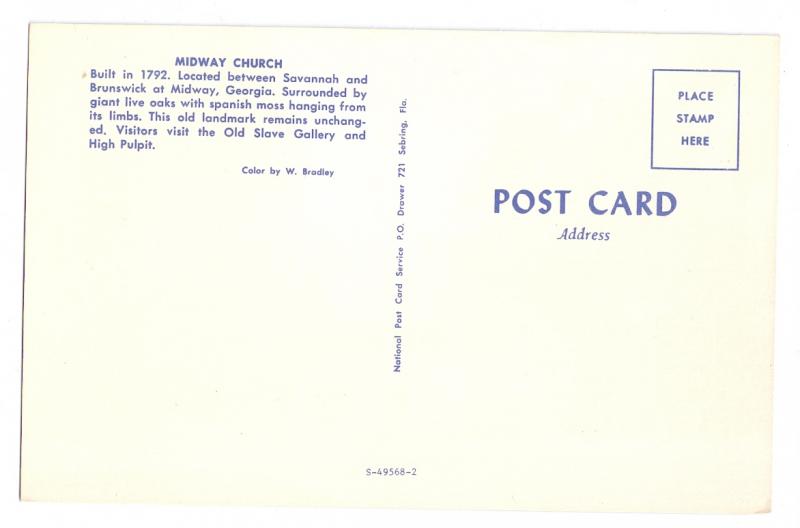 MIDWAY CHURCH
Built in 1792. Located between Savannah and
Brunswick at Midway, Georgia. Surrounded by
giant live oaks with spanish moss hanging from
its limbs. This old landmark remains unchang-
ed. Visitors visit the Old Slave Gallery and
High Pulpit.
Color by W. Bradley
National Post Card Service P.O. Drawer 721 Sebring, Fla.
PLACE
STAMP
HERE
POST CARD
Address
S-49568-2